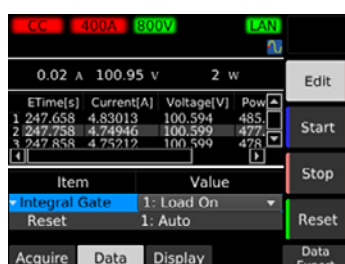 CC 400A 800V LAN
0.02 A 100.95 V 2 W
Edit
ETime[s] Current[A] Voltage[V] Pow
1 247.658 4.83013 100.594 485.
2 247.758 4.74946 100.599 477.
3 247.858 4.75212 100.599 478
Start
Stop
Item Value
Integral Gate 1: Load On
Reset 1: Auto
Reset
Acquire Data Display
Data
Export